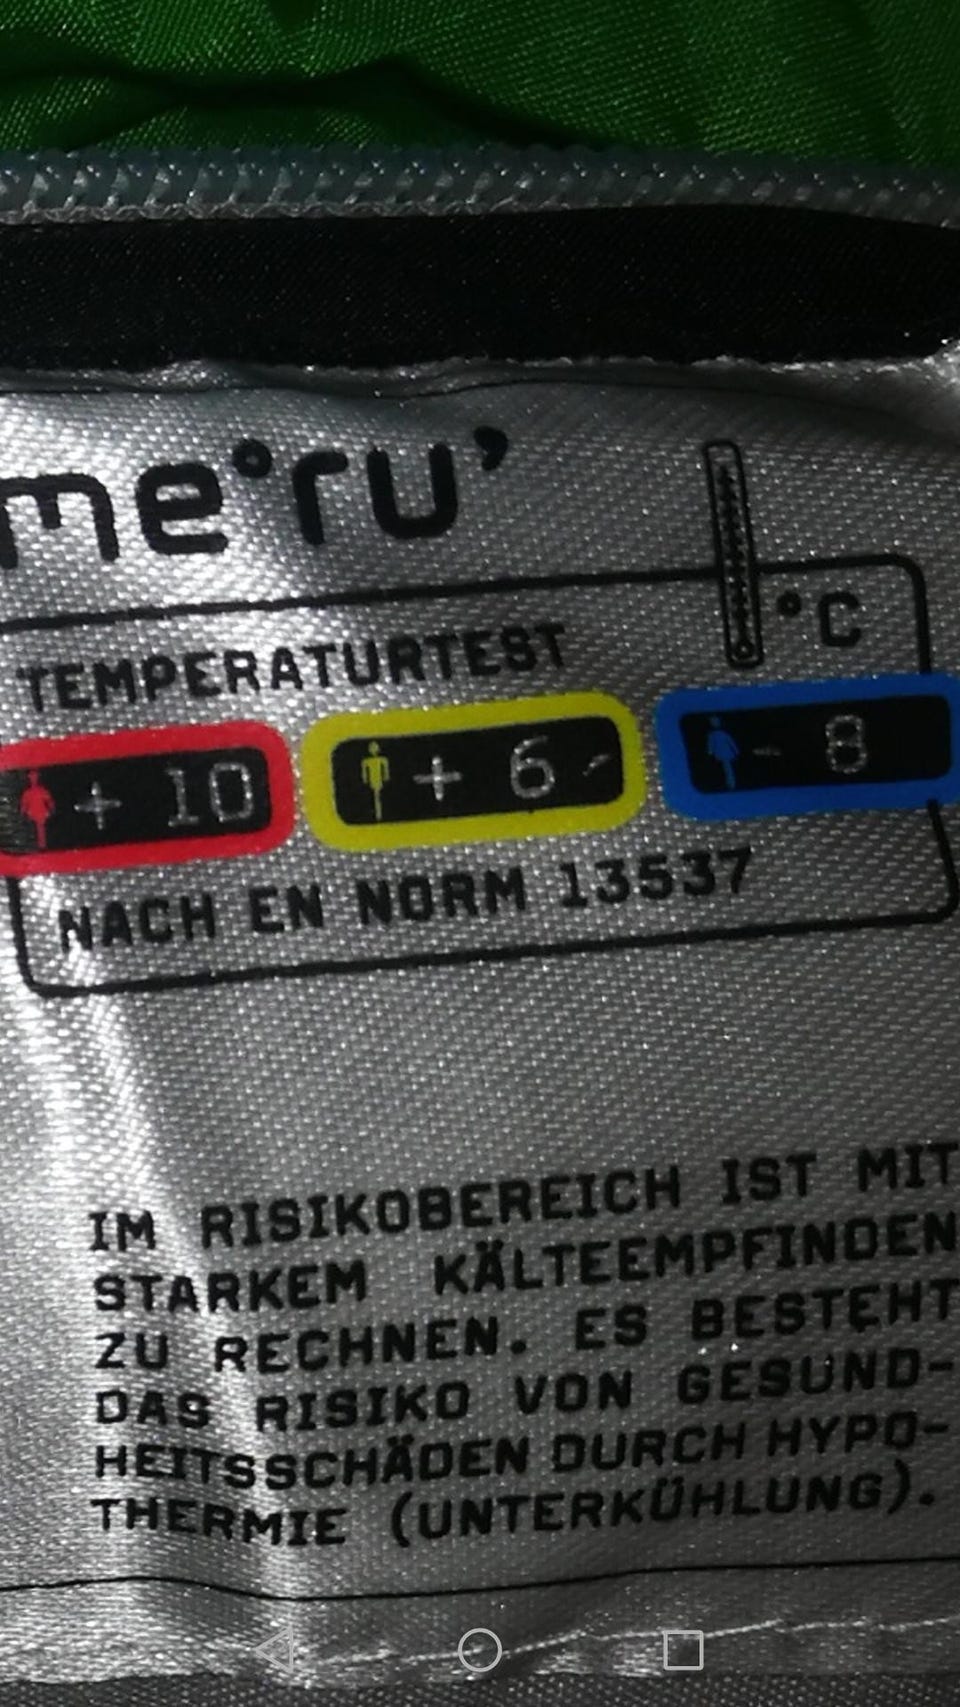 me°ru'
°C
TEMPERATURTEST
+ 10 + 6 - 8
NACH EN NORM 13537
IM RISIKOBEREICH IST MIT
STARKEM KÄLTEEMPFINDEN
ZU RECHNEN. ES BESTEHT
DAS RISIKO VON GESUND-
HEITSSCHÄDEN DURCH HYPO-
THERMIE (UNTERKÜHLUNG).